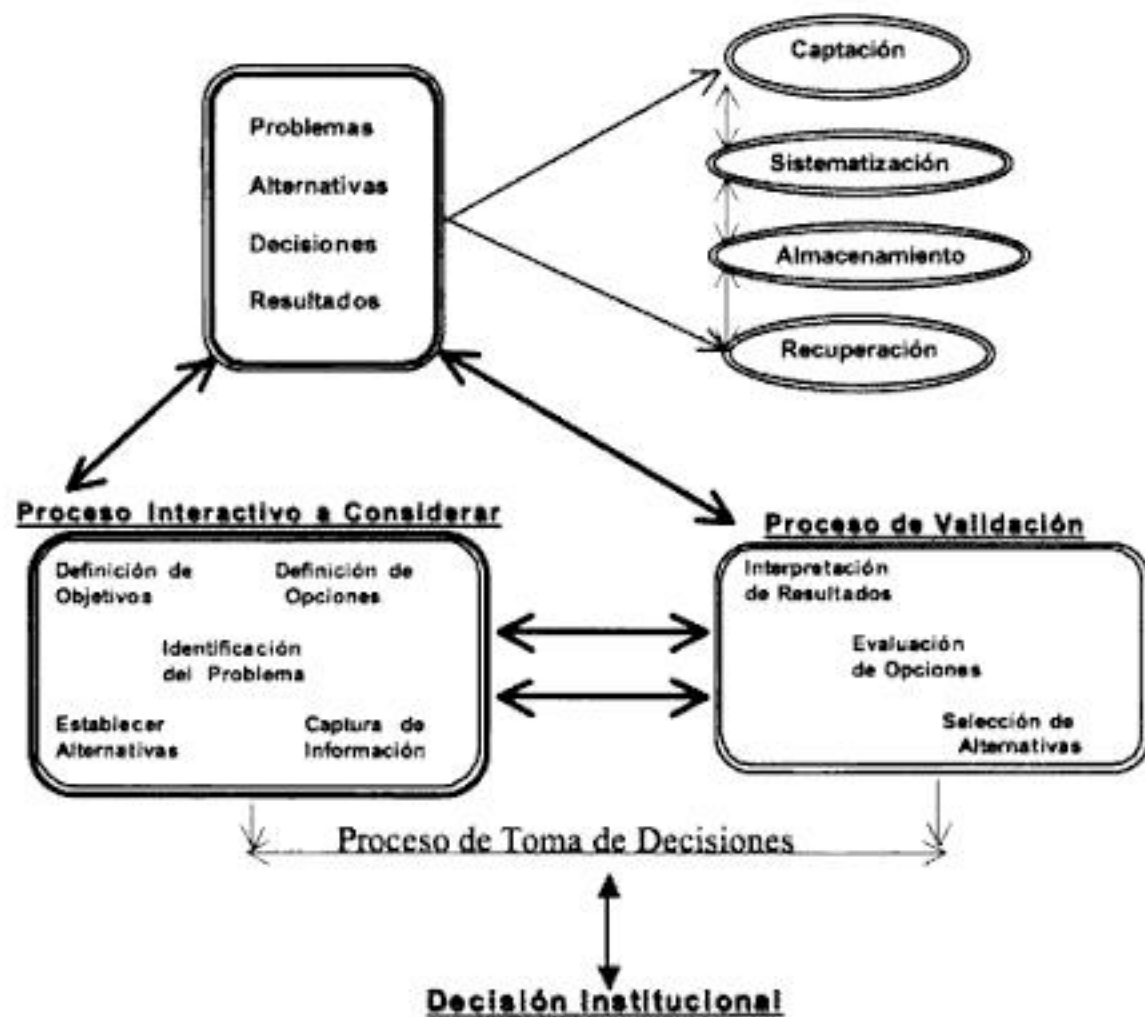 Problemas
Alternativas
Decisiones
Resultados
Captación
Sistematización
Almacenamiento
Recuperación
Proceso Interactivo a Considerar
Definición de
Objetivos
Definición de
Opciones
Identificación
del Problema
Establecer
Alternativas
Captura de
Información
Proceso de Validación
Interpretación
de Resultados
Evaluación
de Opciones
Selección de
Alternativas
Proceso de Toma de Decisiones
Decisión Institucional